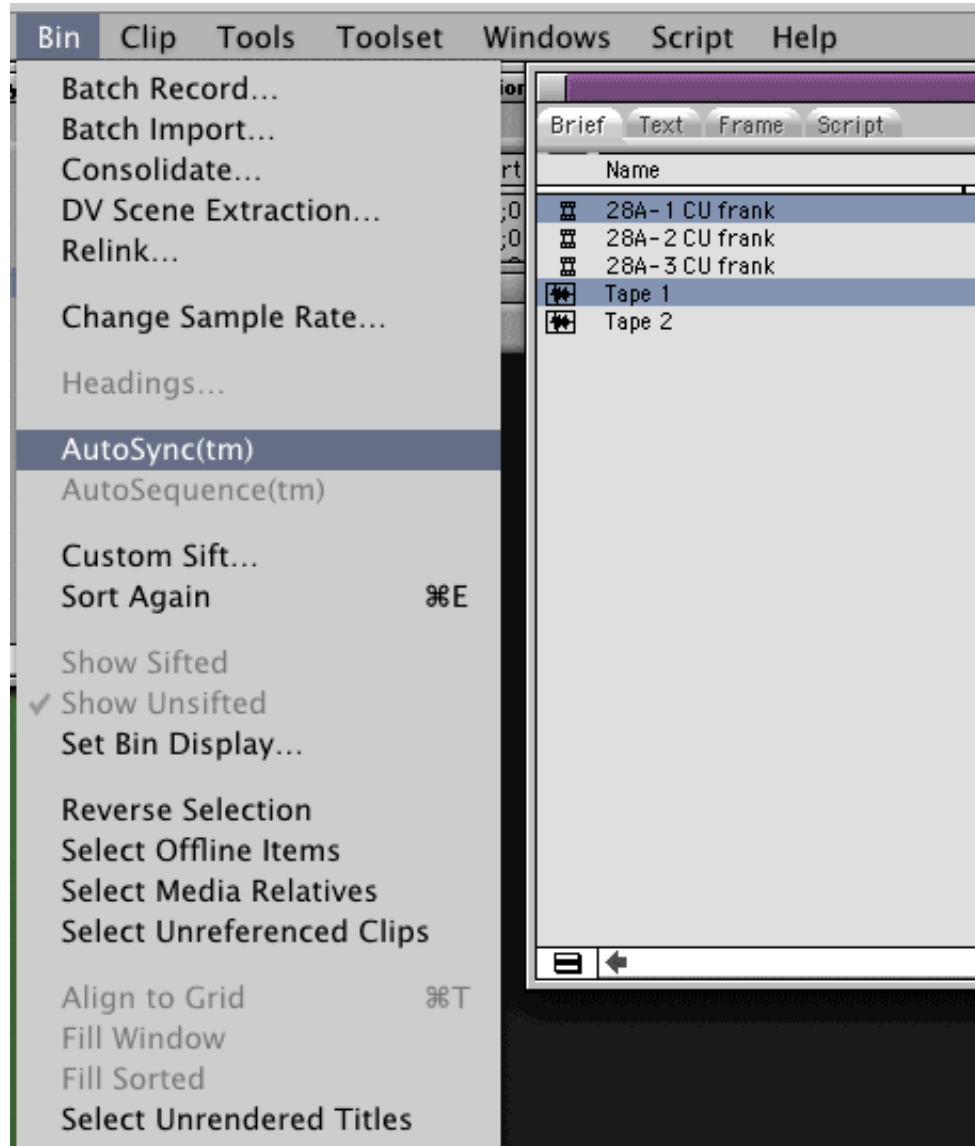 Bin Clip Tools Toolset Windows Script Help
Batch Record...
Batch Import...
Consolidate...
DV Scene Extraction...
Relink...
Change Sample Rate...
Headings...
AutoSync(tm)
AutoSequence(tm)
Custom Sift...
Sort Again ⌘E
Show Sifted
✓ Show Unsifted
Set Bin Display...
Reverse Selection
Select Offline Items
Select Media Relatives
Select Unreferenced Clips
Align to Grid ⌘T
Fill Window
Fill Sorted
Select Unrendered Titles
Brief Text Frame Script
Name
28A-1 CU frank
28A-2 CU frank
28A-3 CU frank
Tape 1
Tape 2